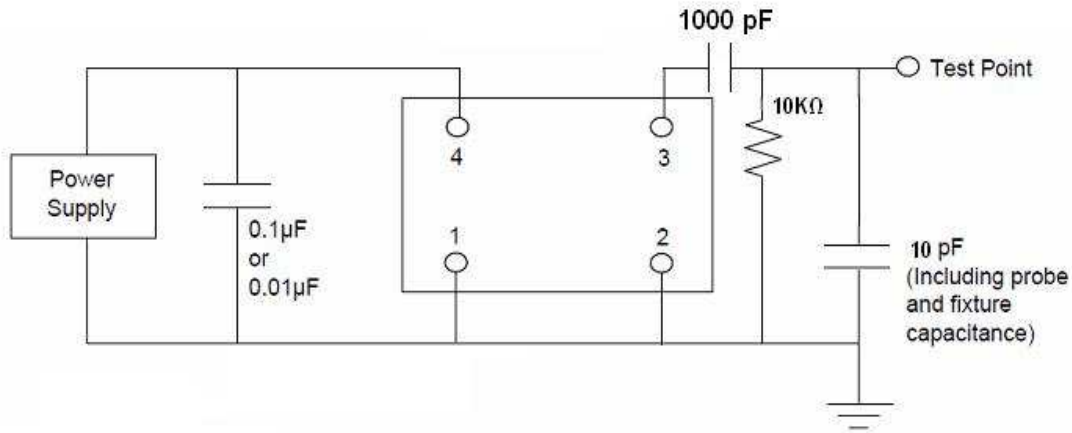 1000 pF
Test Point
10KΩ
4
3
Power
Supply
0.1µF
or
0.01µF
1
2
10 pF
(Including probe
and fixture
capacitance)